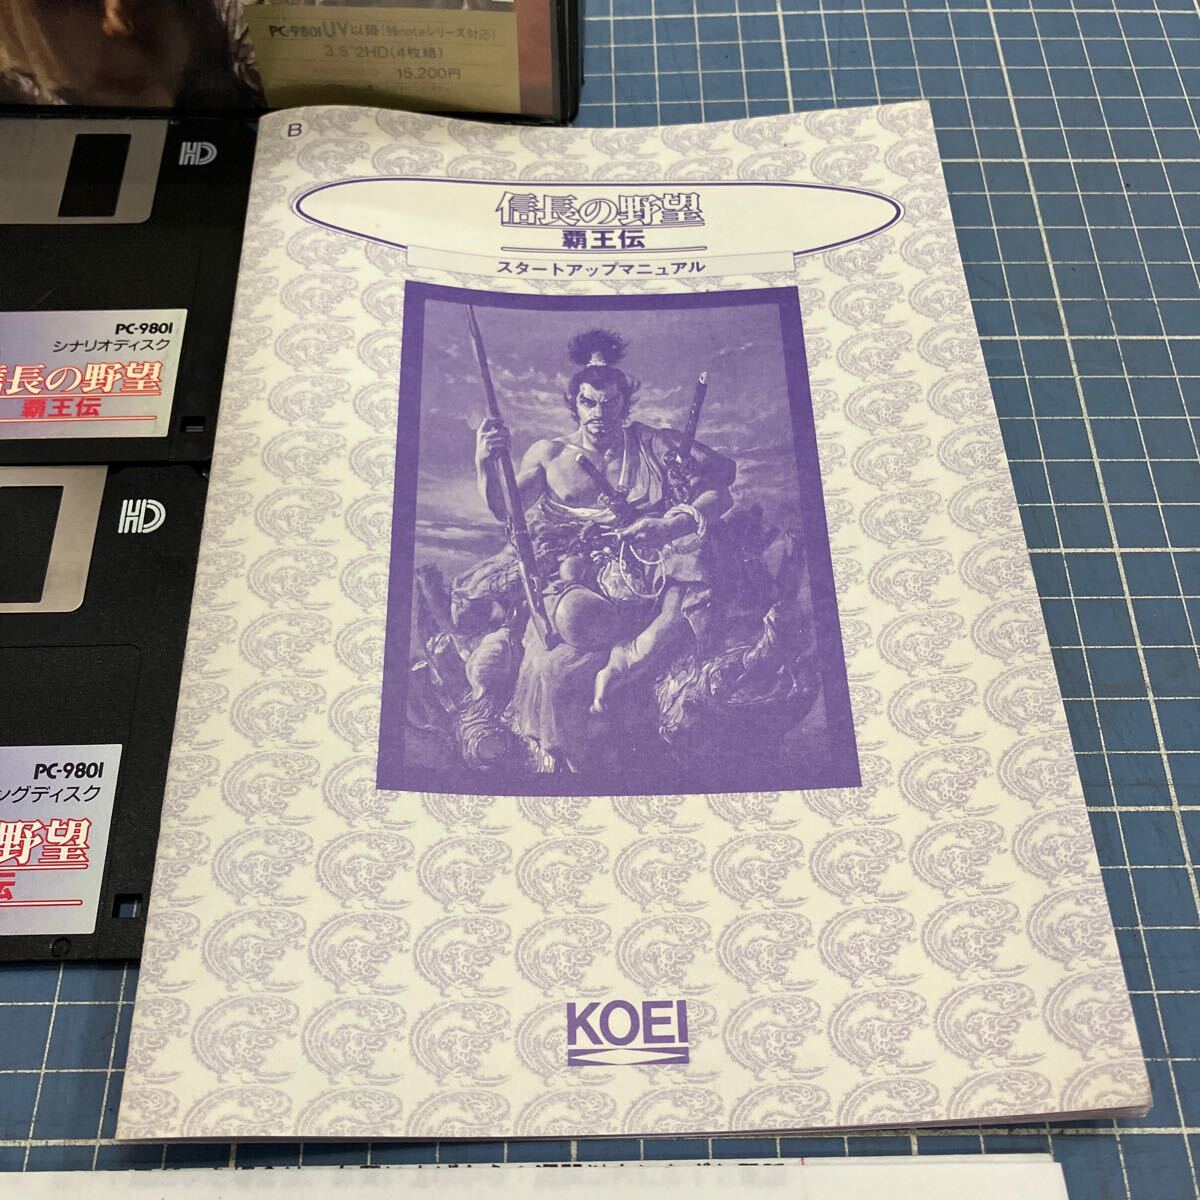 PC-9801UV以降(98noteシリーズ対応)
3.5"2HD(4枚組)
15,200円
HD
PC-9801
シナリオディスク
信長の野望
覇王伝
HD
PC-9801
ングディスク
野望
伝
B
信長の野望
覇王伝
スタートアップマニュアル
KOEI